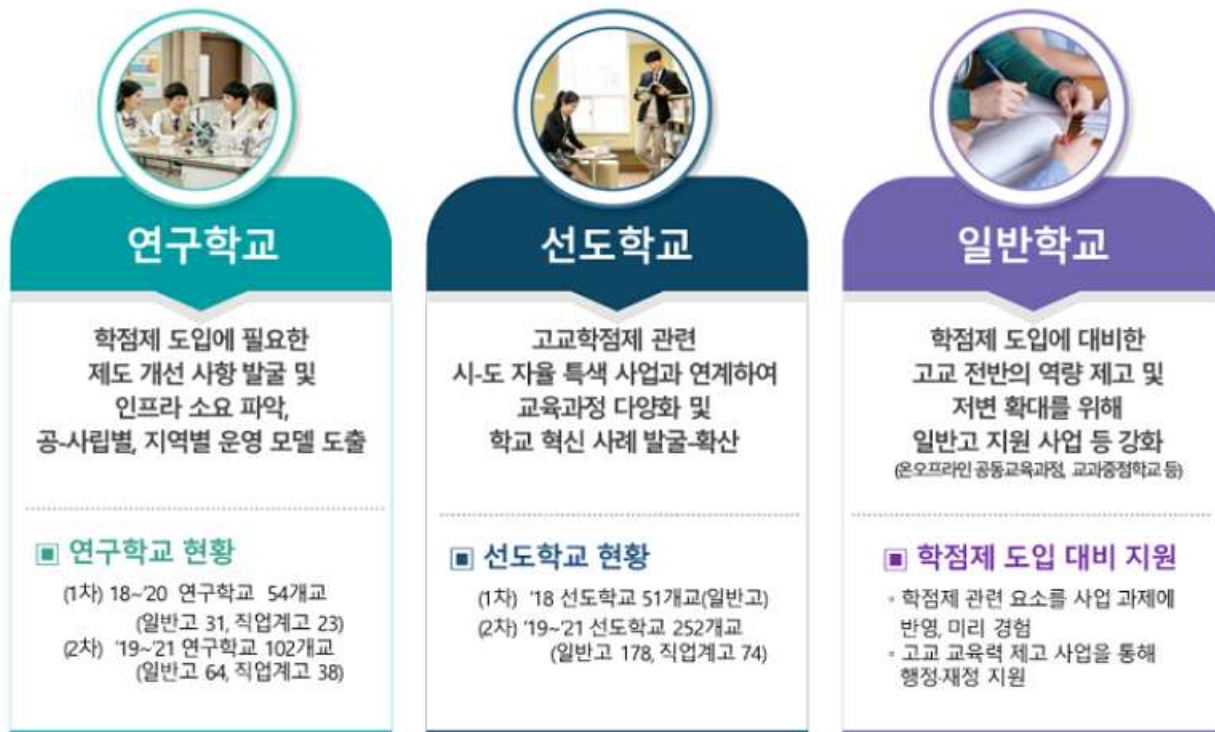 연구학교
학점제 도입에 필요한
제도 개선 사항 발굴 및
인프라 소요 파악,
공-사립별, 지역별 운영 모델 도출
▣ 연구학교 현황
(1차) 18~'20 연구학교 54개교
(일반고 31, 직업계고 23)
(2차) '19~'21 연구학교 102개교
(일반고 64, 직업계고 38)
선도학교
고교학점제 관련
시-도 자율 특색 사업과 연계하여
교육과정 다양화 및
학교 혁신 사례 발굴-확산
▣ 선도학교 현황
(1차) '18 선도학교 51개교(일반고)
(2차) '19~'21 선도학교 252개교
(일반고 178, 직업계고 74)
일반학교
학점제 도입에 대비한
고교 전반의 역량 제고 및
저변 확대를 위해
일반고 지원 사업 등 강화
(온오프라인 공동교육과정, 교과중점학교 등)
▣ 학점제 도입 대비 지원
◦ 학점제 관련 요소를 사업 과제에
반영, 미리 경험
◦ 고교 교육력 제고 사업을 통해
행정·재정 지원